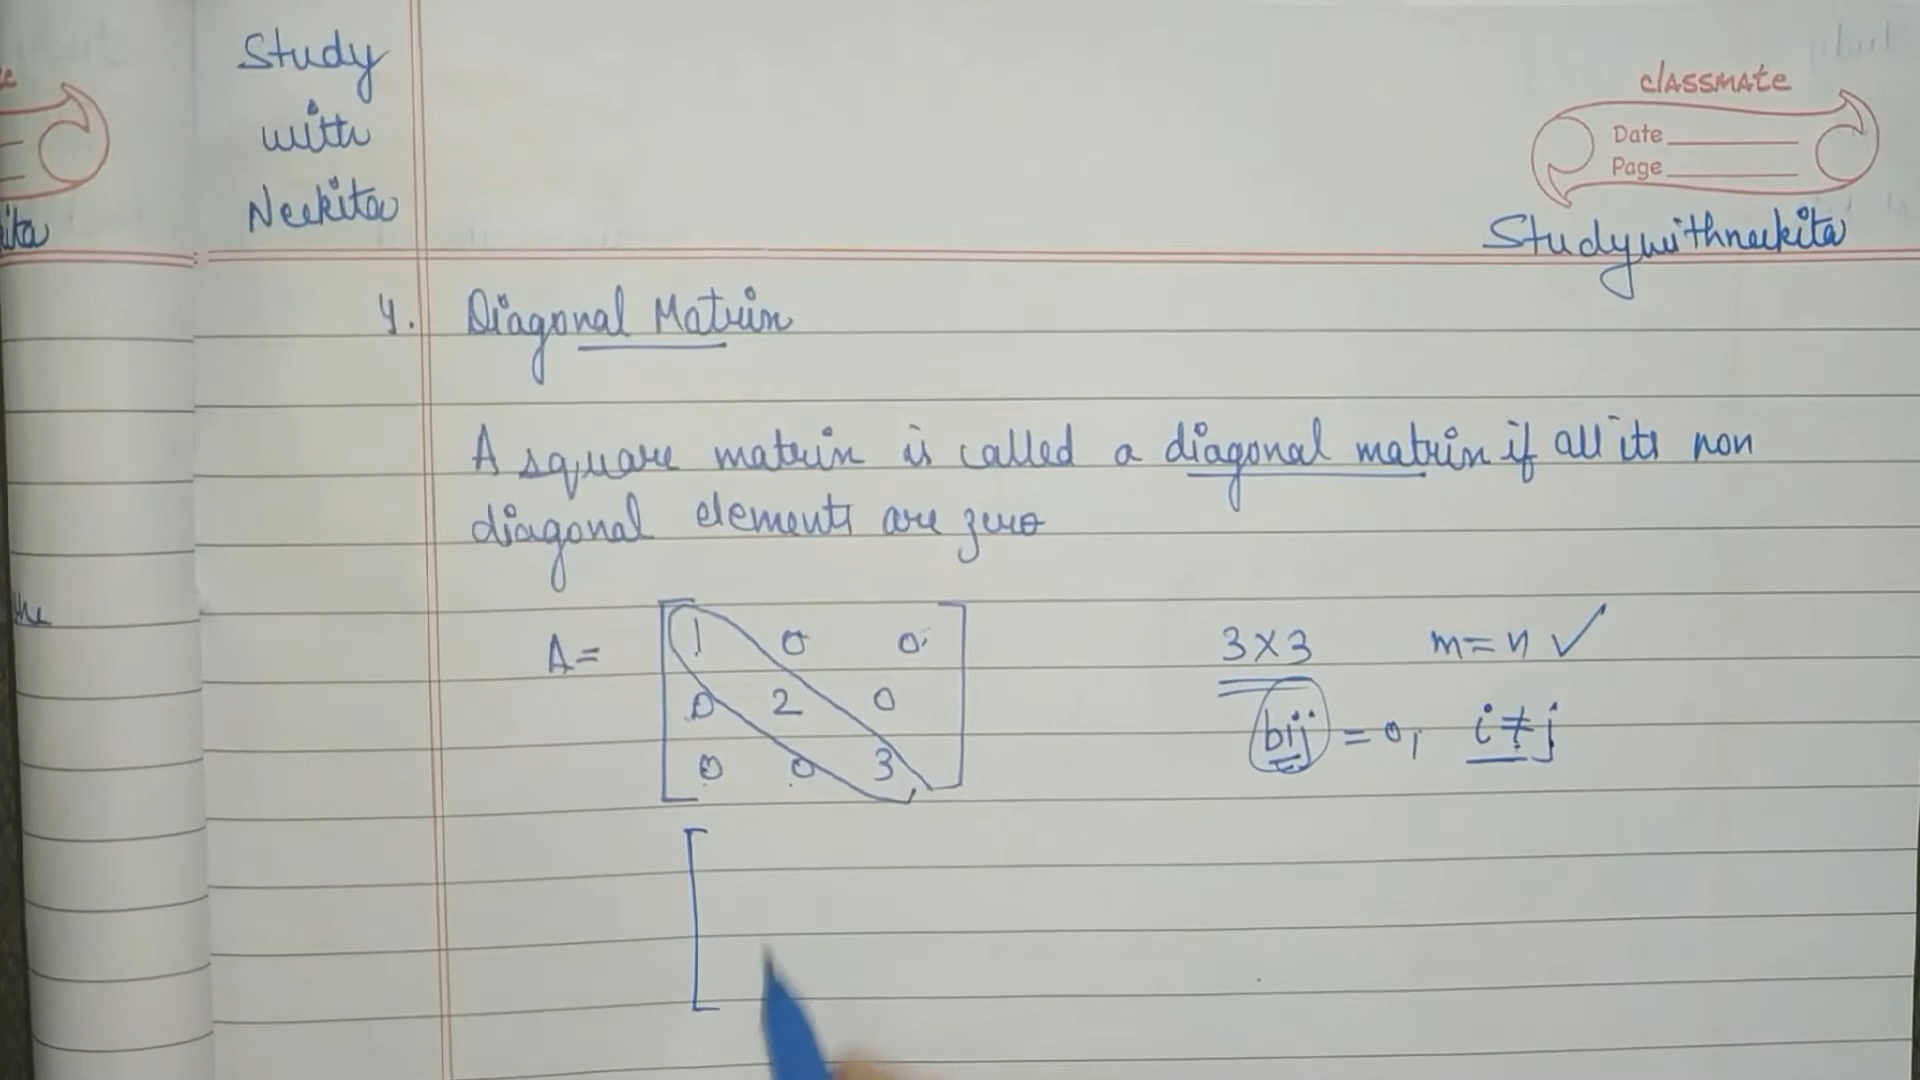 Study
with
Neekita
classmate
Date
Page
Studywithneekita
4. Diagonal Matrix
A square matrix is called a diagonal matrix if all its non
diagonal elements are zero
A = [ 1 0 0
0 2 0
0 0 3 ]
3×3 m=n ✓
bij = 0, i≠j
[